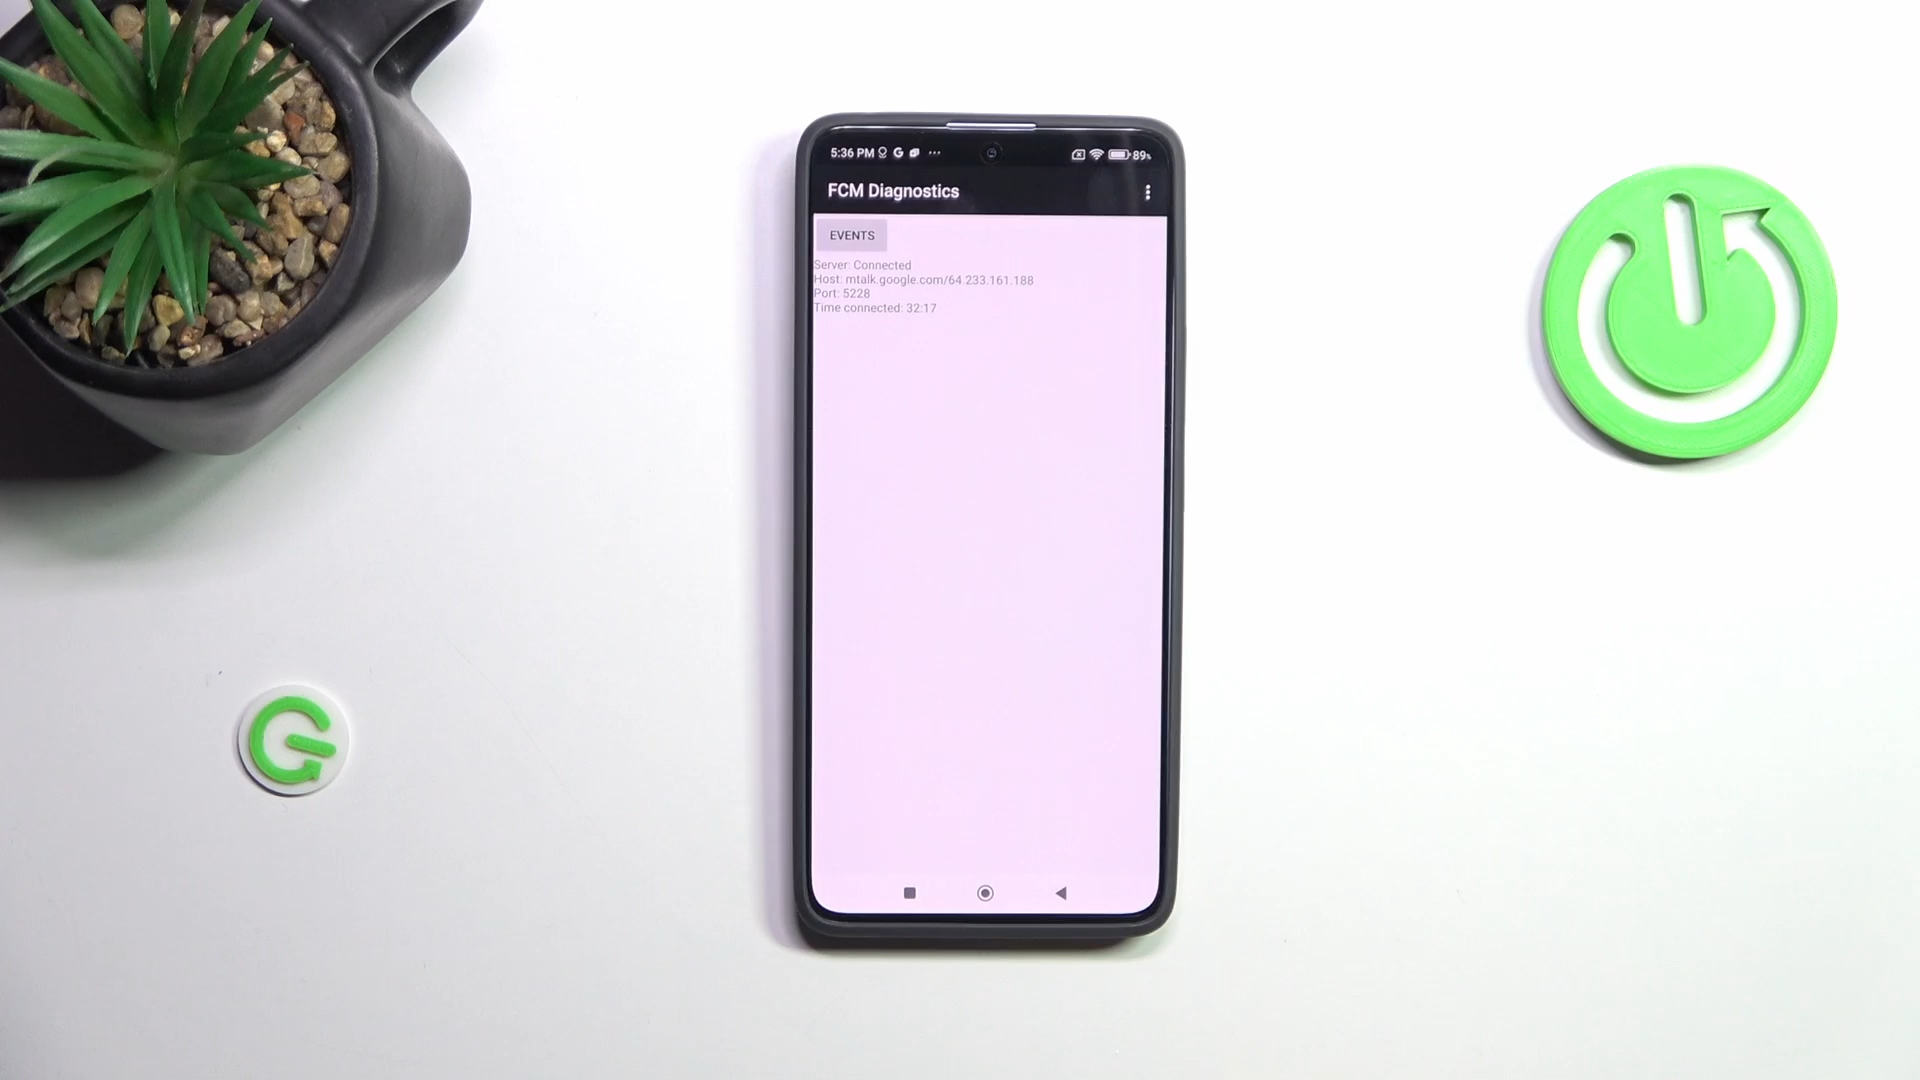 5:36 PM
89%
FCM Diagnostics
EVENTS
Server: Connected
Host: mtalk.google.com/64.233.161.188
Port: 5228
Time connected: 32:17